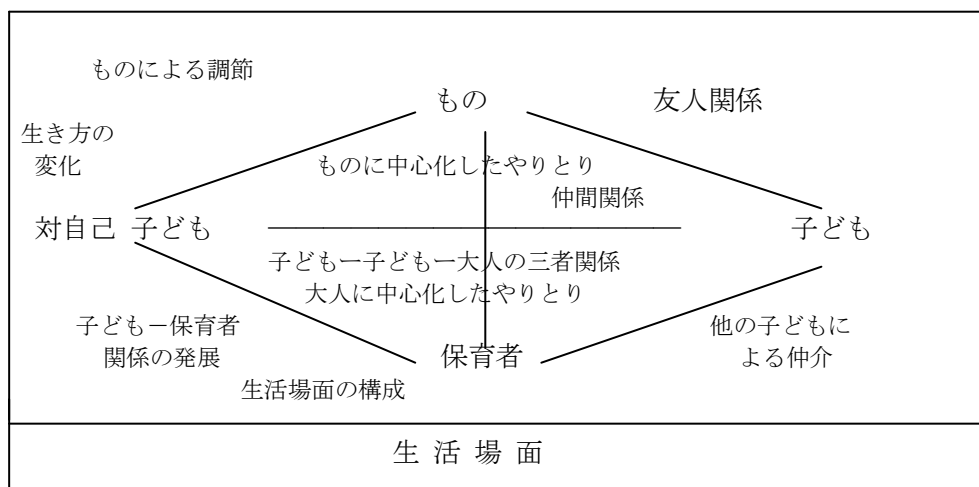 ものによる調節
もの
友人関係
生き方の
変化
ものに中心化したやりとり
仲間関係
対自己 子ども
子ども
子どもー子どもー大人の三者関係
大人に中心化したやりとり
子ども－保育者
関係の発展
他の子どもに
よる仲介
保育者
生活場面の構成
生 活 場 面